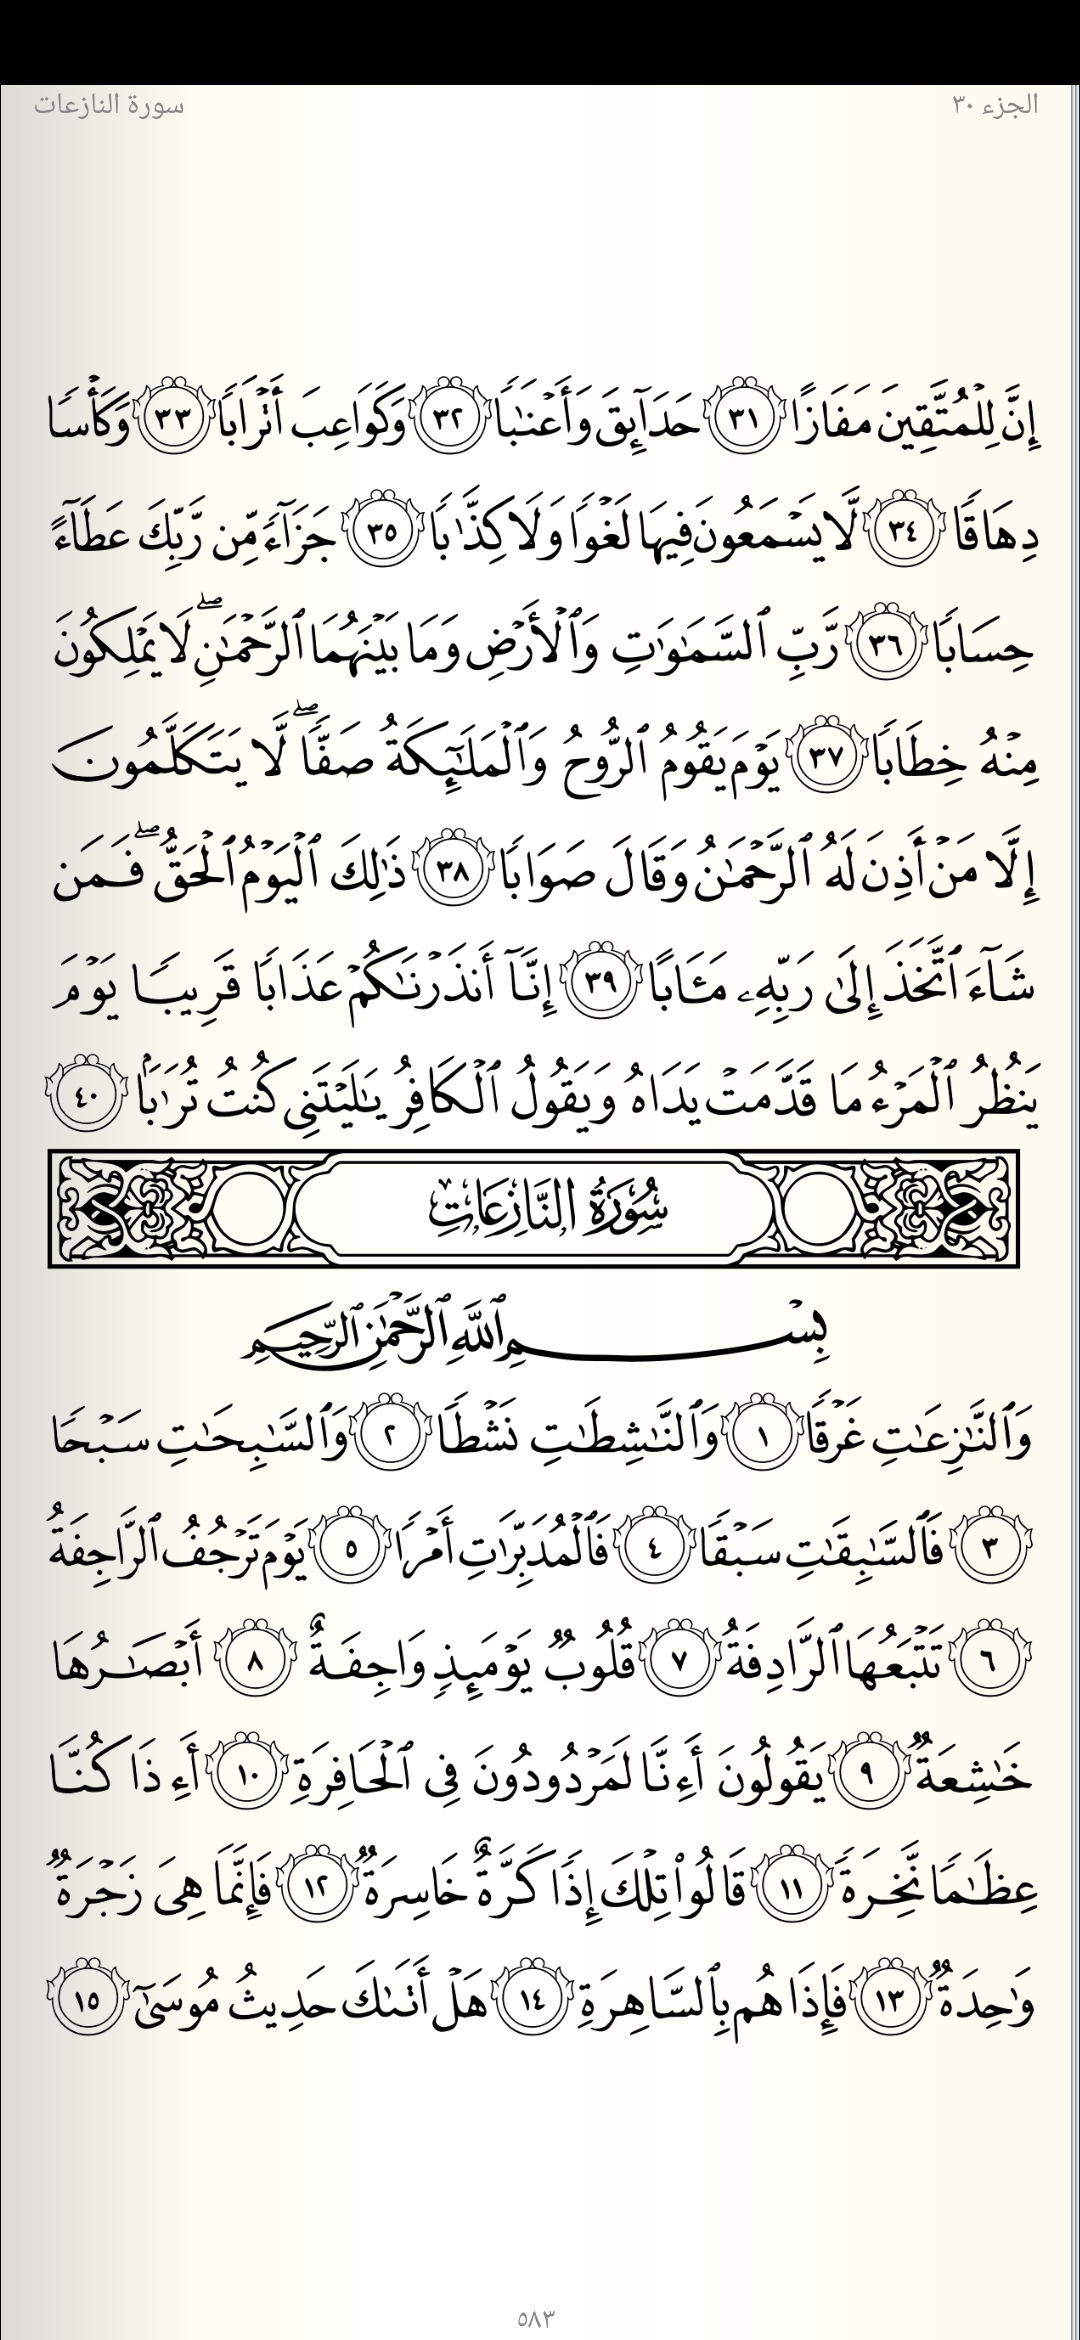 الجزء ٣٠
سورة النازعات
إِنَّ لِلْمُتَّقِينَ مَفَازًا ٣١ حَدَآئِقَ وَأَعْنَٰبًا ٣٢ وَكَوَاعِبَ أَتْرَابًا ٣٣ وَكَأْسًا
دِهَاقًا ٣٤ لَّا يَسْمَعُونَ فِيهَا لَغْوًا وَلَا كِذَّٰبًا ٣٥ جَزَآءً مِّن رَّبِّكَ عَطَآءً
حِسَابًا ٣٦ رَّبِّ ٱلسَّمَٰوَٰتِ وَٱلْأَرْضِ وَمَا بَيْنَهُمَا ٱلرَّحْمَٰنِ ۖ لَا يَمْلِكُونَ
مِنْهُ خِطَابًا ٣٧ يَوْمَ يَقُومُ ٱلرُّوحُ وَٱلْمَلَٰٓئِكَةُ صَفًّا ۖ لَّا يَتَكَلَّمُونَ
إِلَّا مَنْ أَذِنَ لَهُ ٱلرَّحْمَٰنُ وَقَالَ صَوَابًا ٣٨ ذَٰلِكَ ٱلْيَوْمُ ٱلْحَقُّ ۖ فَمَن
شَآءَ ٱتَّخَذَ إِلَىٰ رَبِّهِۦ مَـَٔابًا ٣٩ إِنَّآ أَنذَرْنَٰكُمْ عَذَابًا قَرِيبًا يَوْمَ
يَنظُرُ ٱلْمَرْءُ مَا قَدَّمَتْ يَدَاهُ وَيَقُولُ ٱلْكَافِرُ يَٰلَيْتَنِى كُنتُ تُرَٰبًۢا ٤٠
سُورَةُ النَّازِعَاتِ
بِسْمِ ٱللَّهِ ٱلرَّحْمَٰنِ ٱلرَّحِيمِ
وَٱلنَّٰزِعَٰتِ غَرْقًا ١ وَٱلنَّٰشِطَٰتِ نَشْطًا ٢ وَٱلسَّٰبِحَٰتِ سَبْحًا
٣ فَٱلسَّٰبِقَٰتِ سَبْقًا ٤ فَٱلْمُدَبِّرَٰتِ أَمْرًا ٥ يَوْمَ تَرْجُفُ ٱلرَّاجِفَةُ
٦ تَتْبَعُهَا ٱلرَّادِفَةُ ٧ قُلُوبٌ يَوْمَئِذٍ وَاجِفَةٌ ٨ أَبْصَٰرُهَا
خَٰشِعَةٌ ٩ يَقُولُونَ أَءِنَّا لَمَرْدُودُونَ فِى ٱلْحَافِرَةِ ١٠ أَءِذَا كُنَّا
عِظَٰمًا نَّخِرَةً ١١ قَالُوا۟ تِلْكَ إِذًا كَرَّةٌ خَاسِرَةٌ ١٢ فَإِنَّمَا هِىَ زَجْرَةٌ
وَٰحِدَةٌ ١٣ فَإِذَا هُم بِٱلسَّاهِرَةِ ١٤ هَلْ أَتَىٰكَ حَدِيثُ مُوسَىٰٓ ١٥
٥٨٣